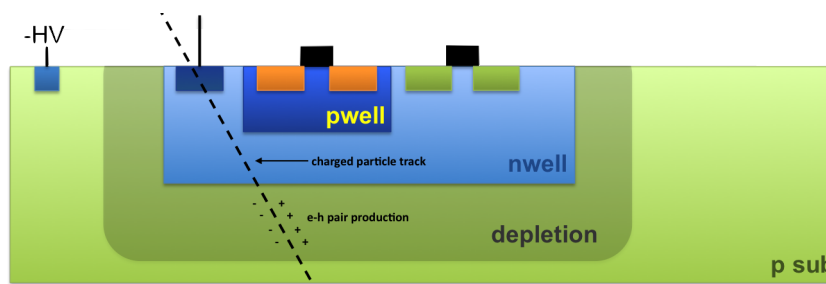 -HV
pwell
charged particle track
nwell
- +
- +
e-h pair production
- +
- +
depletion
p sub